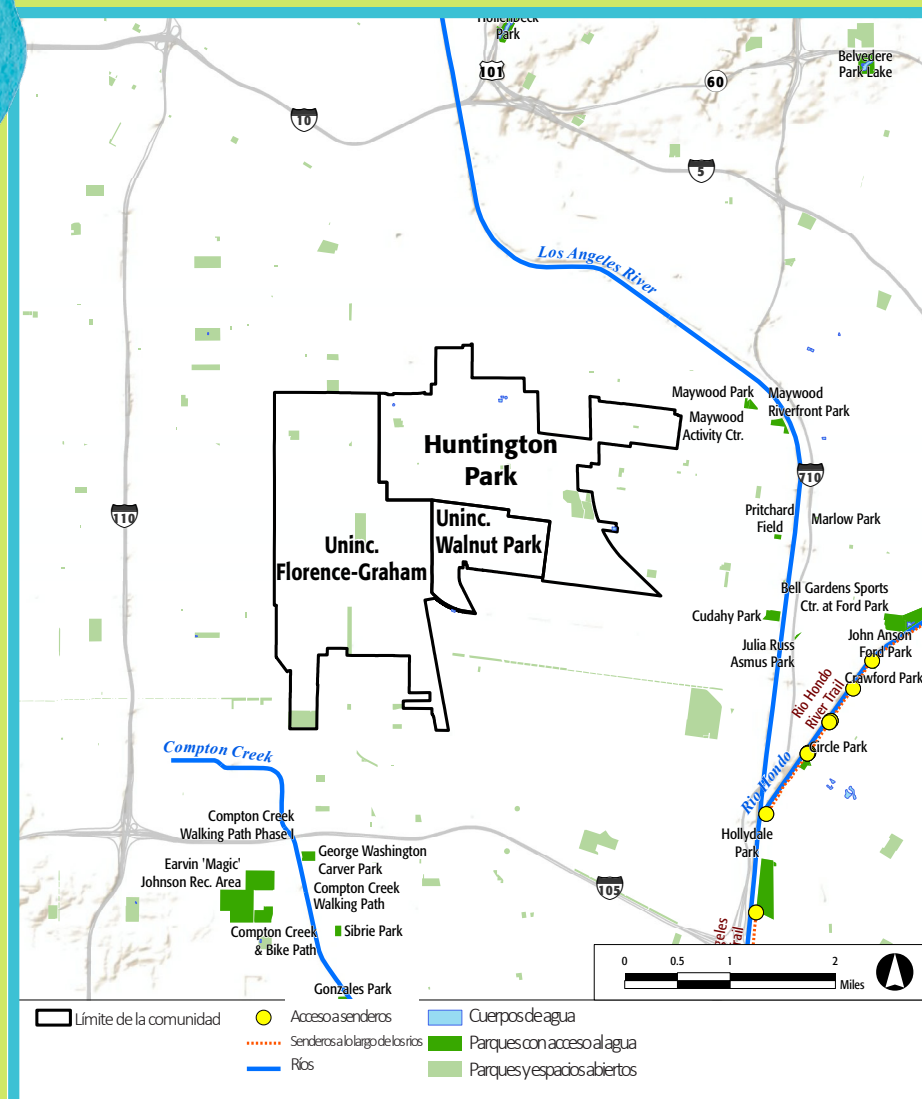 Hollenbeck
Park
Belvedere
Park Lake
101
60
10
5
Los Angeles River
Maywood Park
Maywood
Riverfront Park
Maywood
Activity Ctr.
Huntington
Park
710
110
Pritchard
Field
Marlow Park
Uninc.
Walnut Park
Uninc.
Florence-Graham
Bell Gardens Sports
Ctr. at Ford Park
Cudahy Park
John Anson
Ford Park
Julia Russ
Asmus Park
Crawford Park
Rio Hondo
River Trail
Circle Park
Compton Creek
Rio Hondo
Compton Creek
Walking Path Phase I
Hollydale
Park
George Washington
Carver Park
Earvin 'Magic'
Johnson Rec. Area
Compton Creek
Walking Path
105
Compton Creek
& Bike Path
Sibrie Park
Gonzales Park
0 0.5 1 2
Miles
Límite de la comunidad
Acceso a senderos
Senderos a lo largo de los rios
Ríos
Cuerpos de agua
Parques con acceso al agua
Parques y espacios abiertos